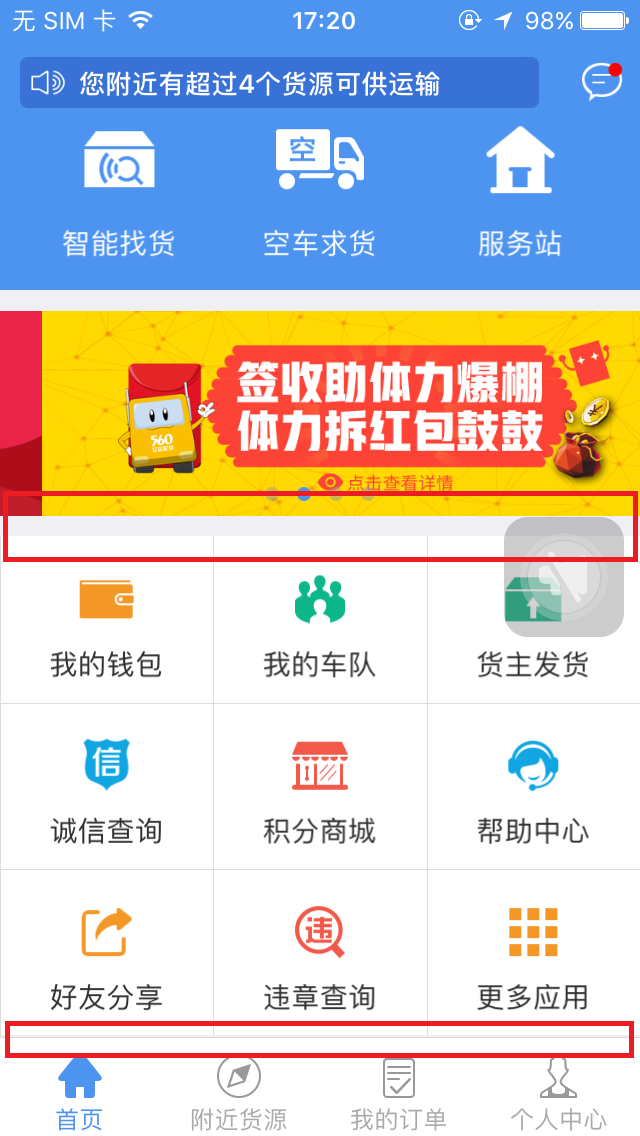 无 SIM 卡 17:20 98%
您附近有超过4个货源可供运输
空
智能找货 空车求货 服务站
签收助体力爆棚
体力拆红包鼓鼓
560
点击查看详情
我的钱包 我的车队 货主发货
信
诚信查询 积分商城 帮助中心
违
好友分享 违章查询 更多应用
首页 附近货源 我的订单 个人中心